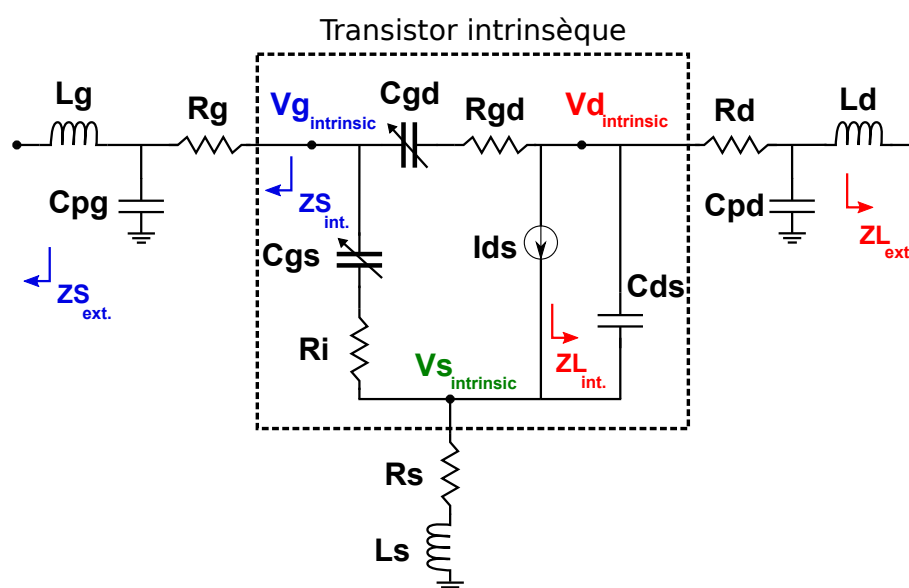 Transistor intrinsèque
Lg
Rg
Vg intrinsic
Cgd
Rgd
Vd intrinsic
Rd
Ld
Cpg
ZS int.
Cgs
Ids
Cds
Cpd
ZL ext.
ZS ext.
Ri
Vs intrinsic
ZL int.
Rs
Ls